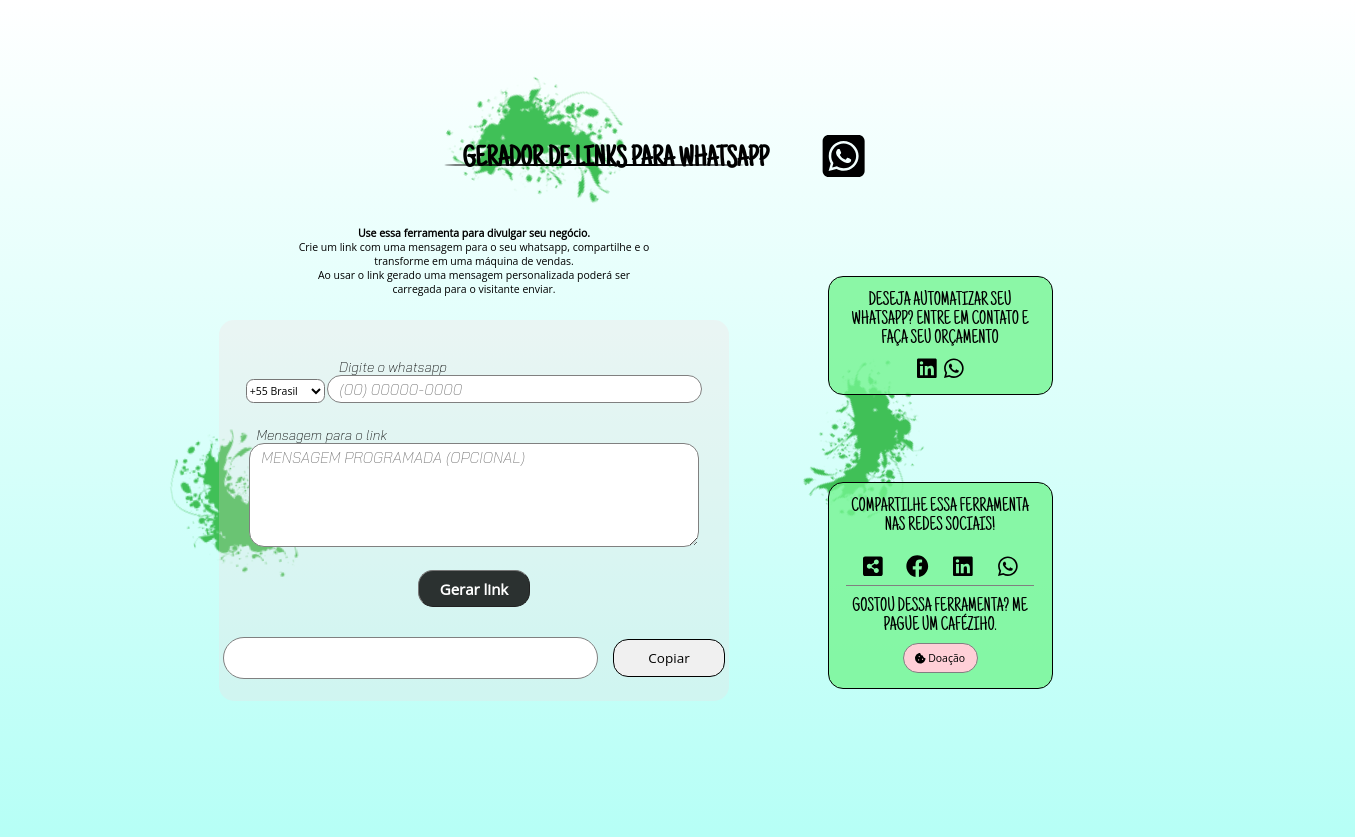 GERADOR DE LINKS PARA WHATSAPP
Use essa ferramenta para divulgar seu negócio.
Crie um link com uma mensagem para o seu whatsapp, compartilhe e o
transforme em uma máquina de vendas.
Ao usar o link gerado uma mensagem personalizada poderá ser
carregada para o visitante enviar.
Digite o whatsapp
+55 Brasil
(00) 00000-0000
Mensagem para o link
MENSAGEM PROGRAMADA (OPCIONAL)
Gerar link
Copiar
DESEJA AUTOMATIZAR SEU
WHATSAPP? ENTRE EM CONTATO E
FAÇA SEU ORÇAMENTO
COMPARTILHE ESSA FERRAMENTA
NAS REDES SOCIAIS!
GOSTOU DESSA FERRAMENTA? ME
PAGUE UM CAFÉZIHO.
Doação